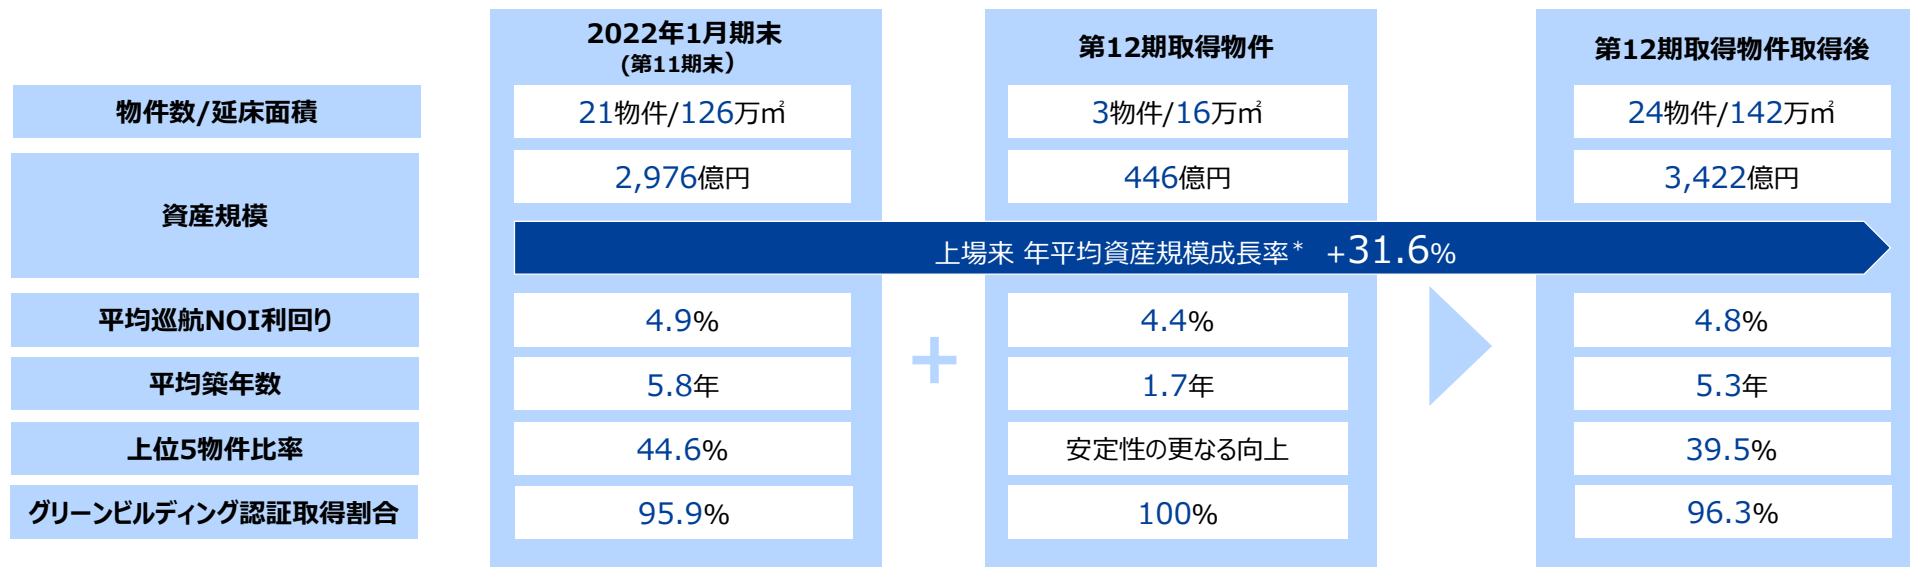 2022年1月期末
(第11期末)
第12期取得物件
第12期取得物件取得後
物件数/延床面積
21物件/126万㎡
3物件/16万㎡
24物件/142万㎡
資産規模
2,976億円
446億円
3,422億円
上場来 年平均資産規模成長率* +31.6%
平均巡航NOI利回り
4.9%
4.4%
4.8%
平均築年数
5.8年
1.7年
5.3年
上位5物件比率
44.6%
安定性の更なる向上
39.5%
グリーンビルディング認証取得割合
95.9%
100%
96.3%